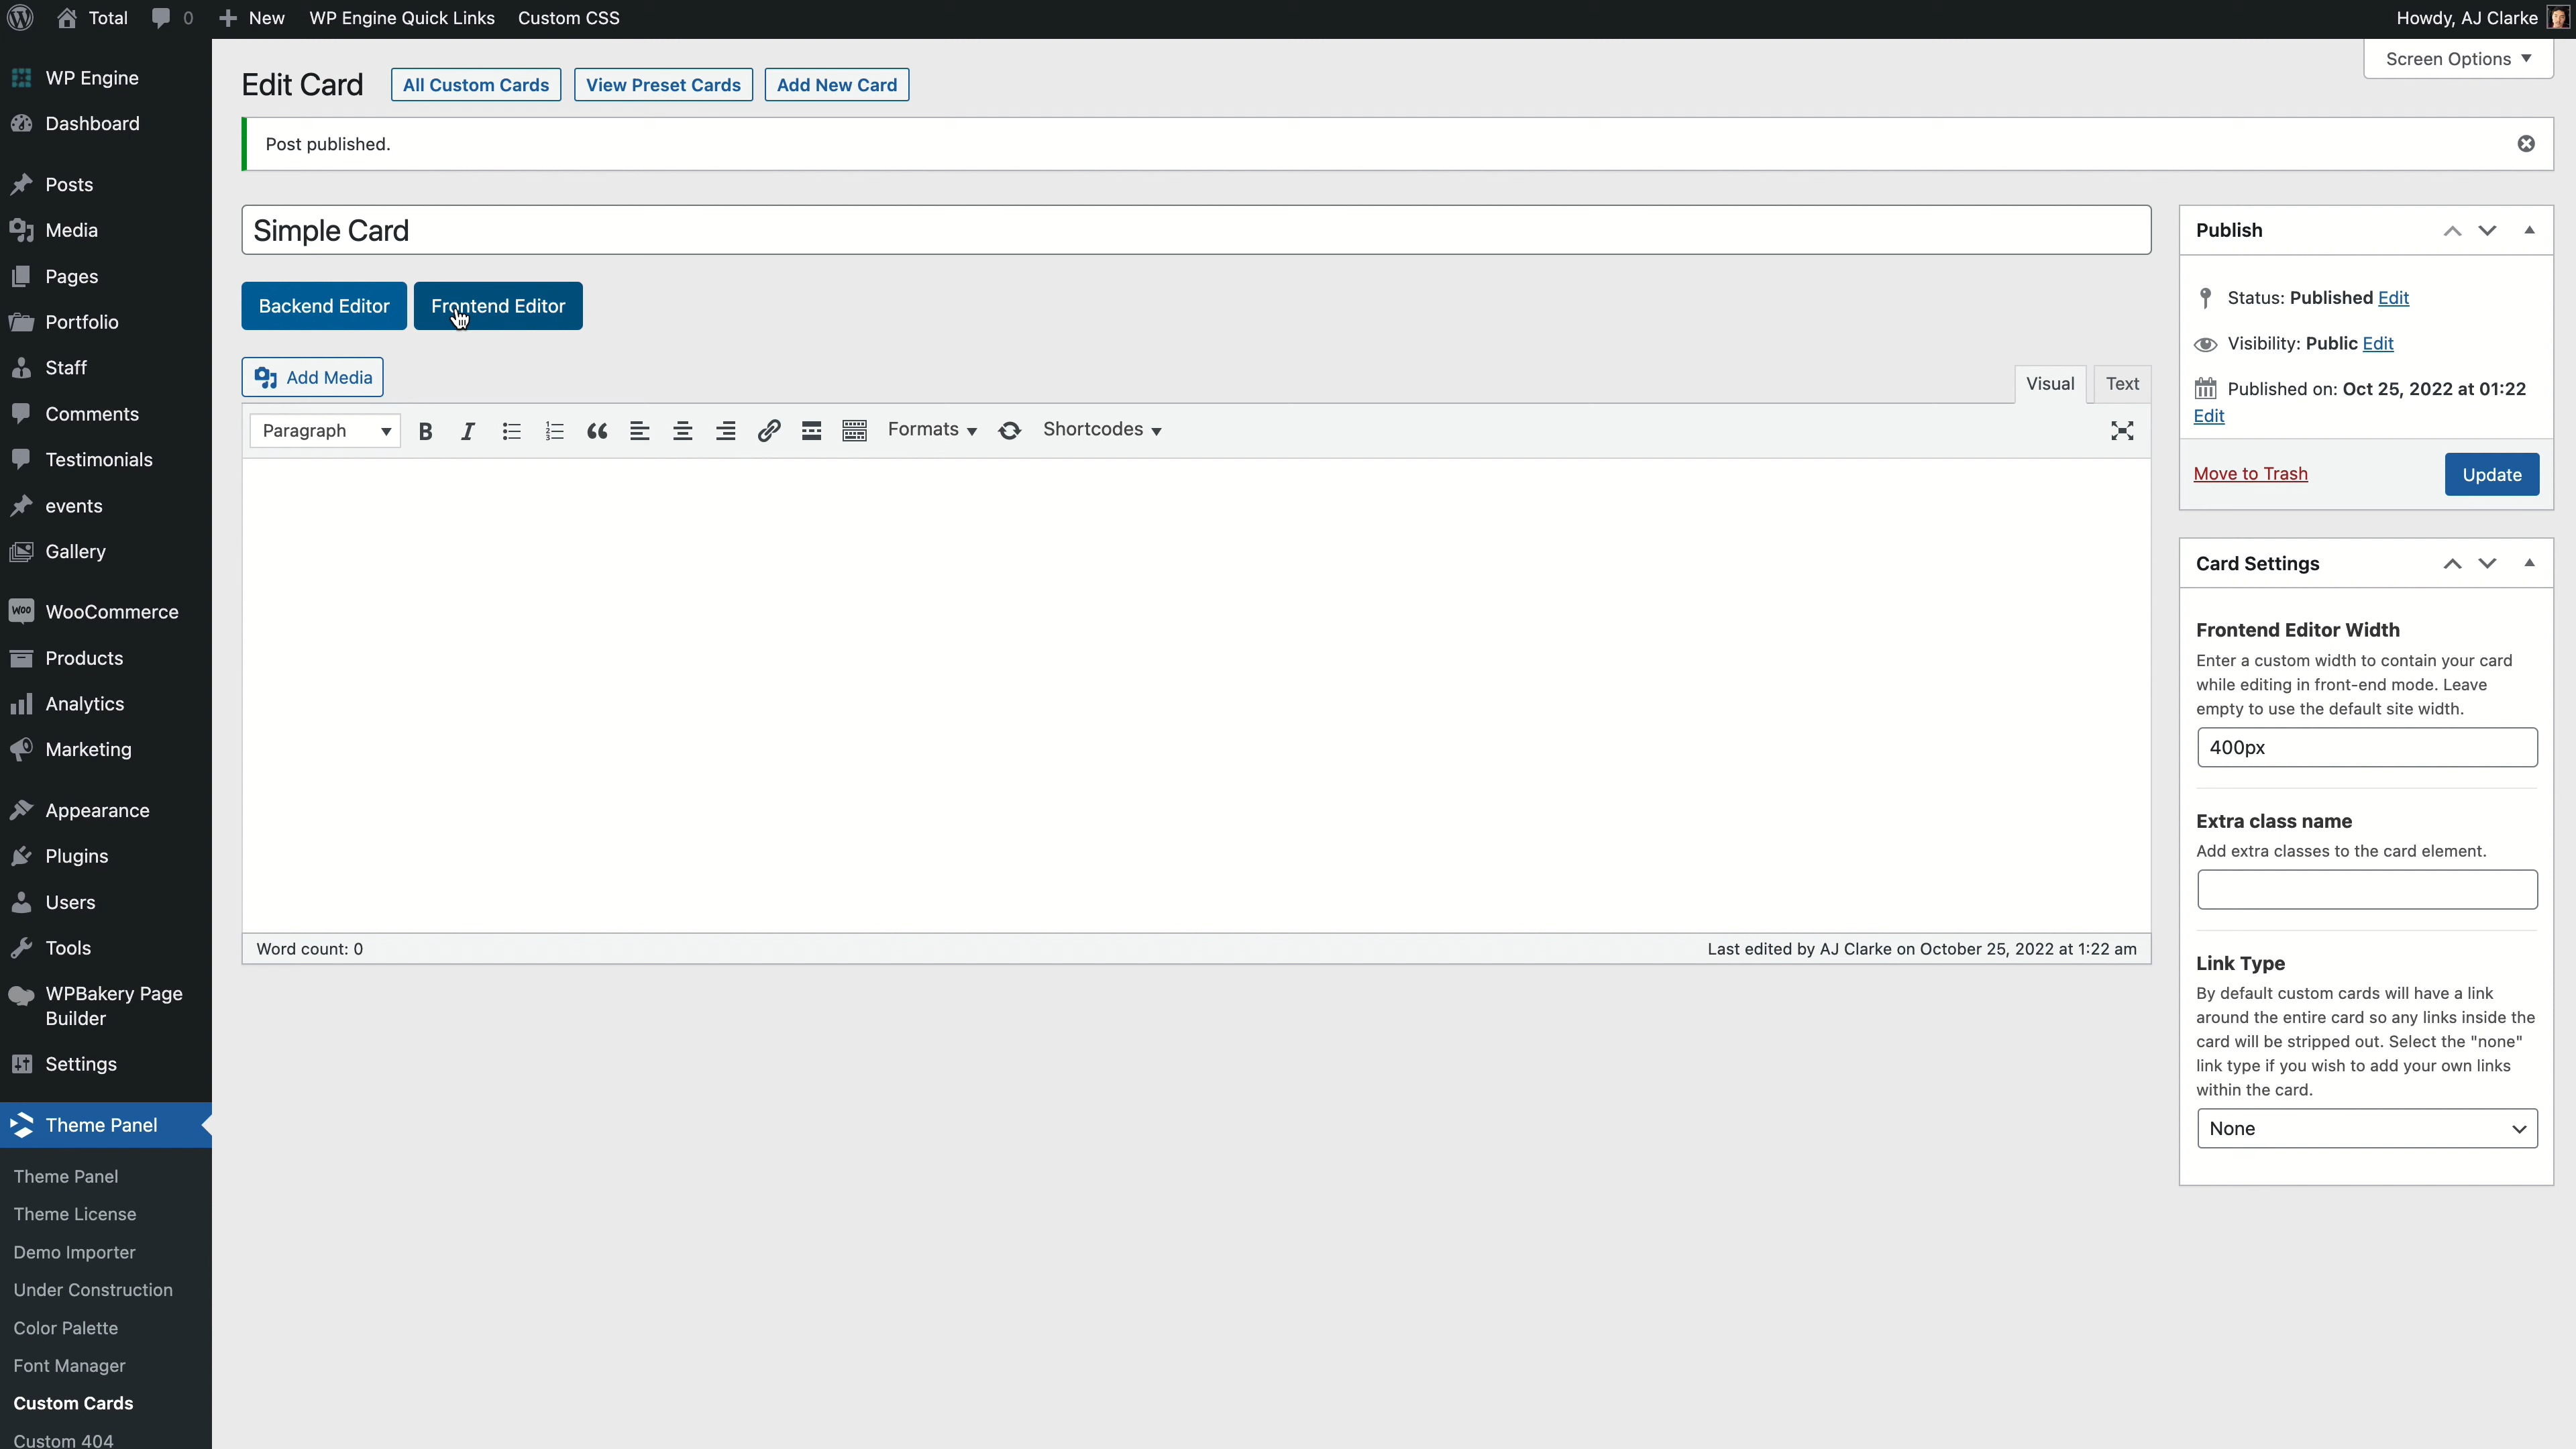 Total
0
New
WP Engine Quick Links
Custom CSS
Howdy, AJ Clarke
WP Engine
Dashboard
Posts
Media
Pages
Portfolio
Staff
Comments
Testimonials
events
Gallery
Woo
WooCommerce
Products
Analytics
Marketing
Appearance
Plugins
Users
Tools
WPBakery Page
Builder
Settings
Theme Panel
Theme Panel
Theme License
Demo Importer
Under Construction
Color Palette
Font Manager
Custom Cards
Custom 404
Screen Options
Edit Card
All Custom Cards
View Preset Cards
Add New Card
Post published.
Simple Card
Backend Editor
Frontend Editor
Add Media
Visual
Text
Paragraph
Formats
Shortcodes
Word count: 0
Last edited by AJ Clarke on October 25, 2022 at 1:22 am
Publish
Status: Published Edit
Visibility: Public Edit
Published on: Oct 25, 2022 at 01:22
Edit
Move to Trash
Update
Card Settings
Frontend Editor Width
Enter a custom width to contain your card
while editing in front-end mode. Leave
empty to use the default site width.
400px
Extra class name
Add extra classes to the card element.
Link Type
By default custom cards will have a link
around the entire card so any links inside the
card will be stripped out. Select the "none"
link type if you wish to add your own links
within the card.
None